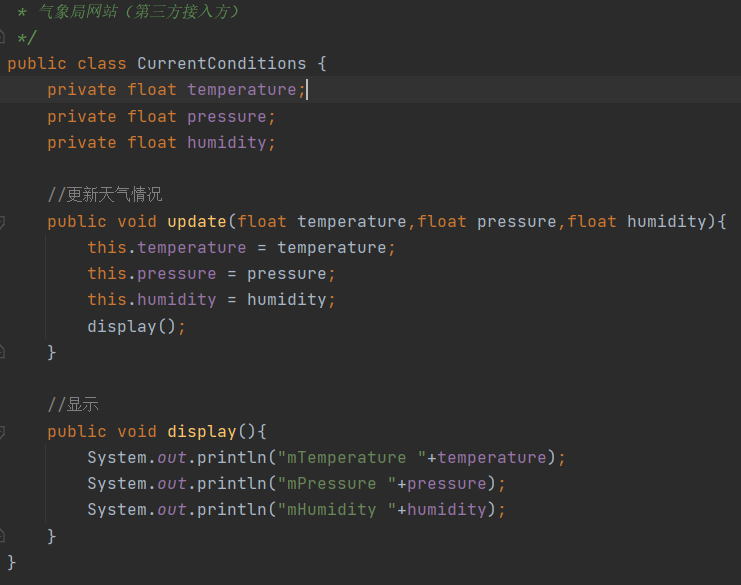 * 气象局网站（第三方接入方）
*/
public class CurrentConditions {
    private float temperature;
    private float pressure;
    private float humidity;
    //更新天气情况
    public void update(float temperature,float pressure,float humidity){
        this.temperature = temperature;
        this.pressure = pressure;
        this.humidity = humidity;
        display();
    }
    //显示
    public void display(){
        System.out.println("mTemperature "+temperature);
        System.out.println("mPressure "+pressure);
        System.out.println("mHumidity "+humidity);
    }
}